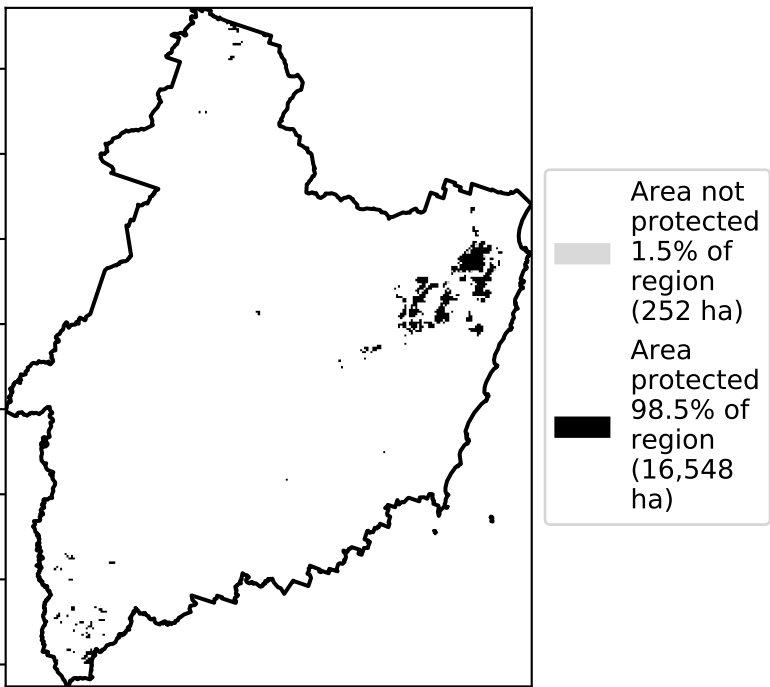 Area not
protected
1.5% of
region
(252 ha)
Area
protected
98.5% of
region
(16,548
ha)